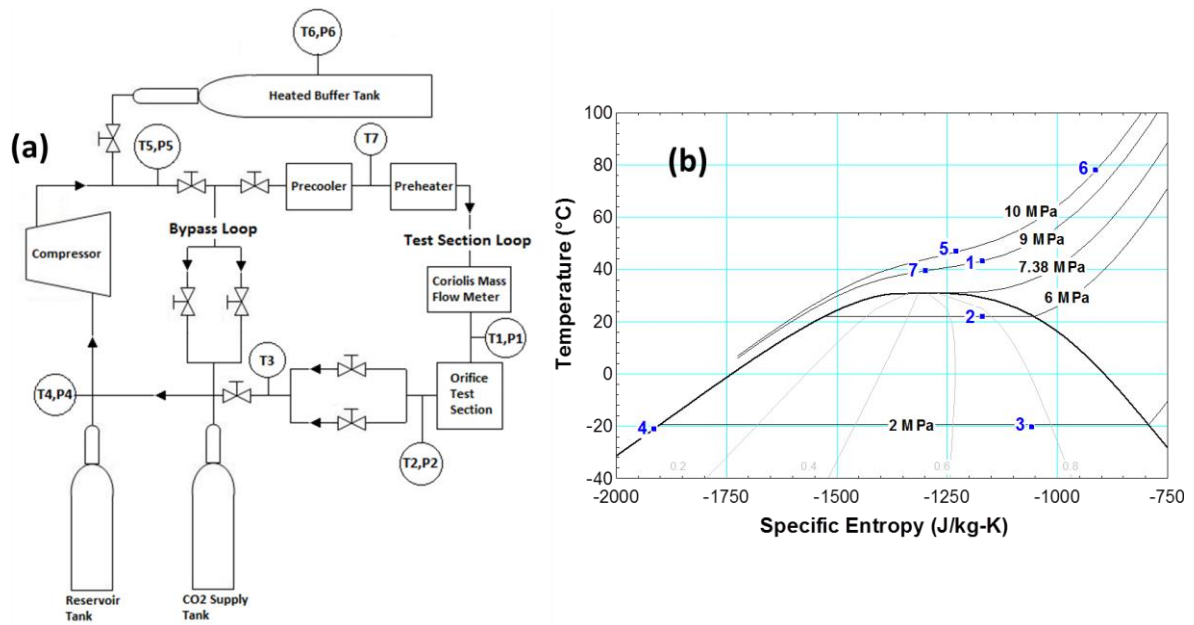 (a)
T6,P6
Heated Buffer Tank
T5,P5
T7
Precooler
Preheater
Compressor
Bypass Loop
Test Section Loop
Coriolis Mass
Flow Meter
T1,P1
T3
Orifice
Test
Section
T4,P4
T2,P2
Reservoir
Tank
CO2 Supply
Tank
(b)
Temperature (°C)
100
80
60
40
20
0
-20
-40
6
10 MPa
5
9 MPa
1
7
7.38 MPa
6 MPa
2
4
2 MPa
3
0.2
0.4
0.6
0.8
-2000
-1750
-1500
-1250
-1000
-750
Specific Entropy (J/kg-K)